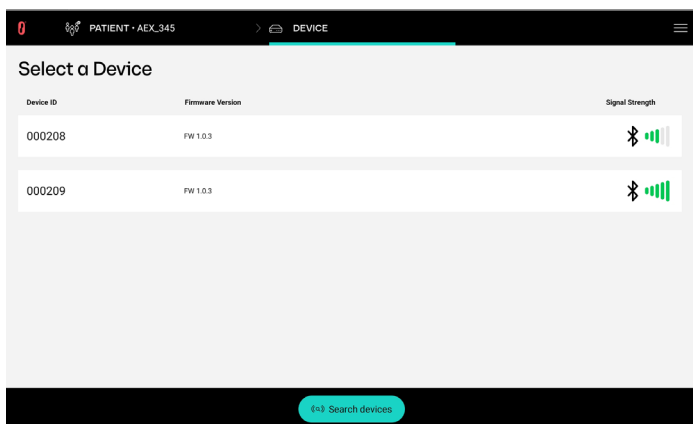 PATIENT • AEX_345 > DEVICE
Select a Device
Device ID Firmware Version Signal Strength
000208 FW 1.0.3
000209 FW 1.0.3
Search devices